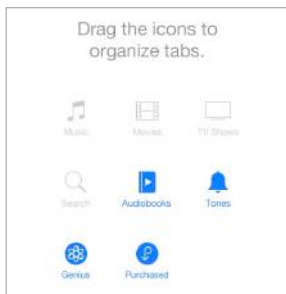 Drag the icons to
organize tabs.
Music Movies TV Shows
Search Audiobooks Tones
Genius Purchased